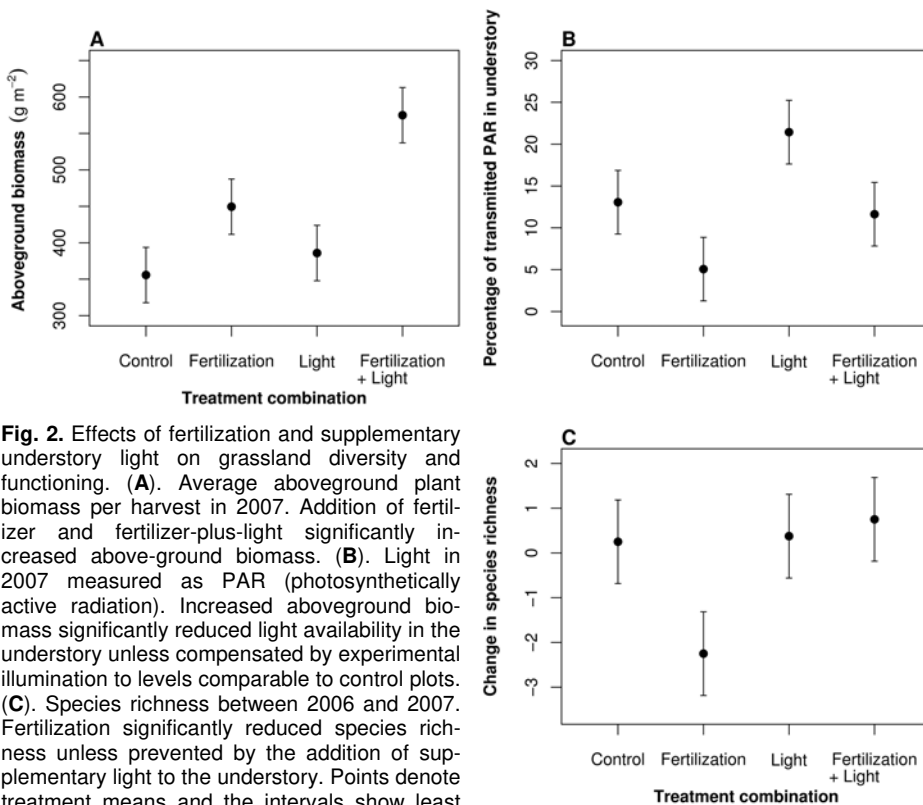 A
Aboveground biomass (g m⁻²)
600
500
400
300
Control Fertilization Light Fertilization
+ Light
Treatment combination
B
Percentage of transmitted PAR in understory
30
25
20
15
10
5
0
Control Fertilization Light Fertilization
+ Light
Fig. 2. Effects of fertilization and supplementary
understory light on grassland diversity and
functioning. (A). Average aboveground plant
biomass per harvest in 2007. Addition of fertil-
izer and fertilizer-plus-light significantly in-
creased above-ground biomass. (B). Light in
2007 measured as PAR (photosynthetically
active radiation). Increased aboveground bio-
mass significantly reduced light availability in the
understory unless compensated by experimental
illumination to levels comparable to control plots.
(C). Species richness between 2006 and 2007.
Fertilization significantly reduced species rich-
ness unless prevented by the addition of sup-
plementary light to the understory. Points denote
treatment means and the intervals show least
C
Change in species richness
2
1
0
−1
−2
−3
Control Fertilization Light Fertilization
+ Light
Treatment combination